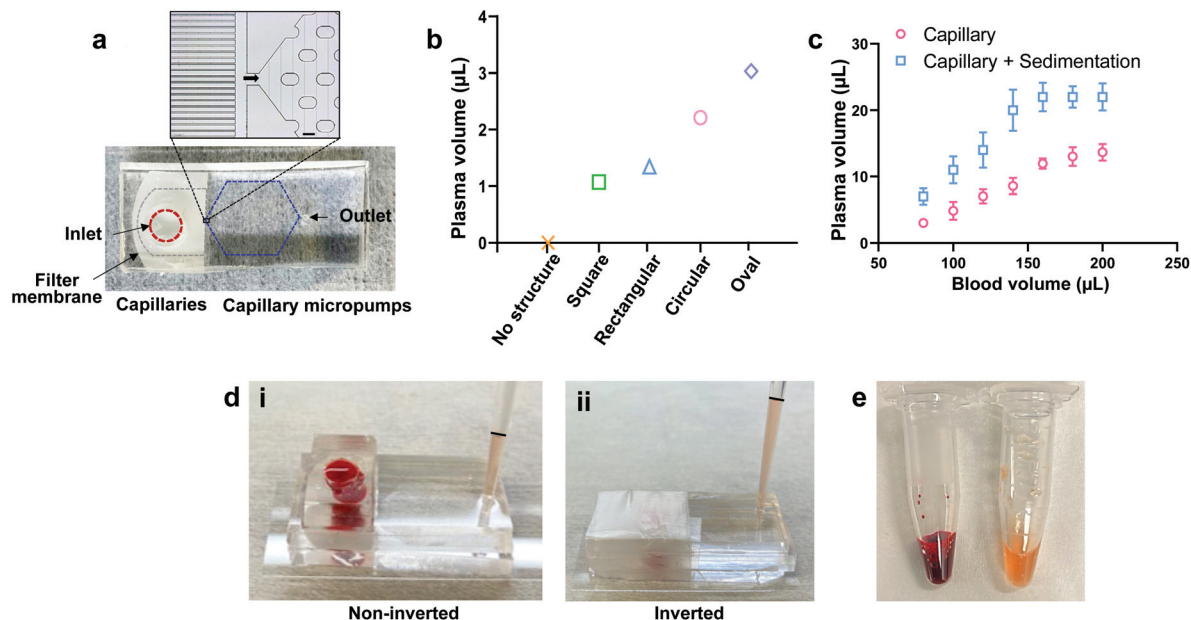 a
Inlet
Outlet
Filter
membrane
Capillaries
Capillary micropumps
b
Plasma volume (µL)
4
3
2
1
0
No structure
Square
Rectangular
Circular
Oval
c
Capillary
Capillary + Sedimentation
Plasma volume (µL)
30
20
10
0
50
100
150
200
250
Blood volume (µL)
d
i
Non-inverted
ii
Inverted
e